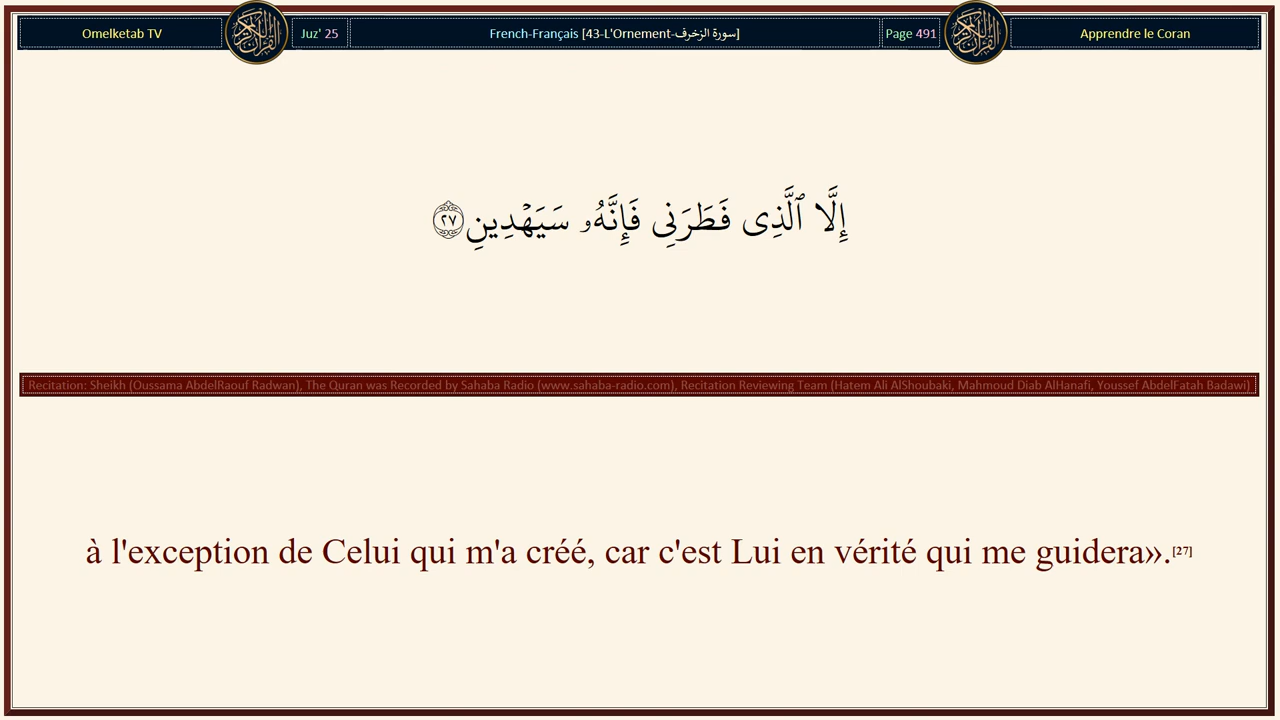 Omelketab TV
Juz' 25
French-Français [43-L'Ornement-سورة الزخرف]
Page 491
Apprendre le Coran
إِلَّا ٱلَّذِى فَطَرَنِى فَإِنَّهُۥ سَيَهْدِينِ ٢٧
Recitation: Sheikh (Oussama AbdelRaouf Radwan), The Quran was Recorded by Sahaba Radio (www.sahaba-radio.com), Recitation Reviewing Team (Hatem Ali AlShoubaki, Mahmoud Diab AlHanafi, Youssef AbdelFatah Badawi)
à l'exception de Celui qui m'a créé, car c'est Lui en vérité qui me guidera».[27]